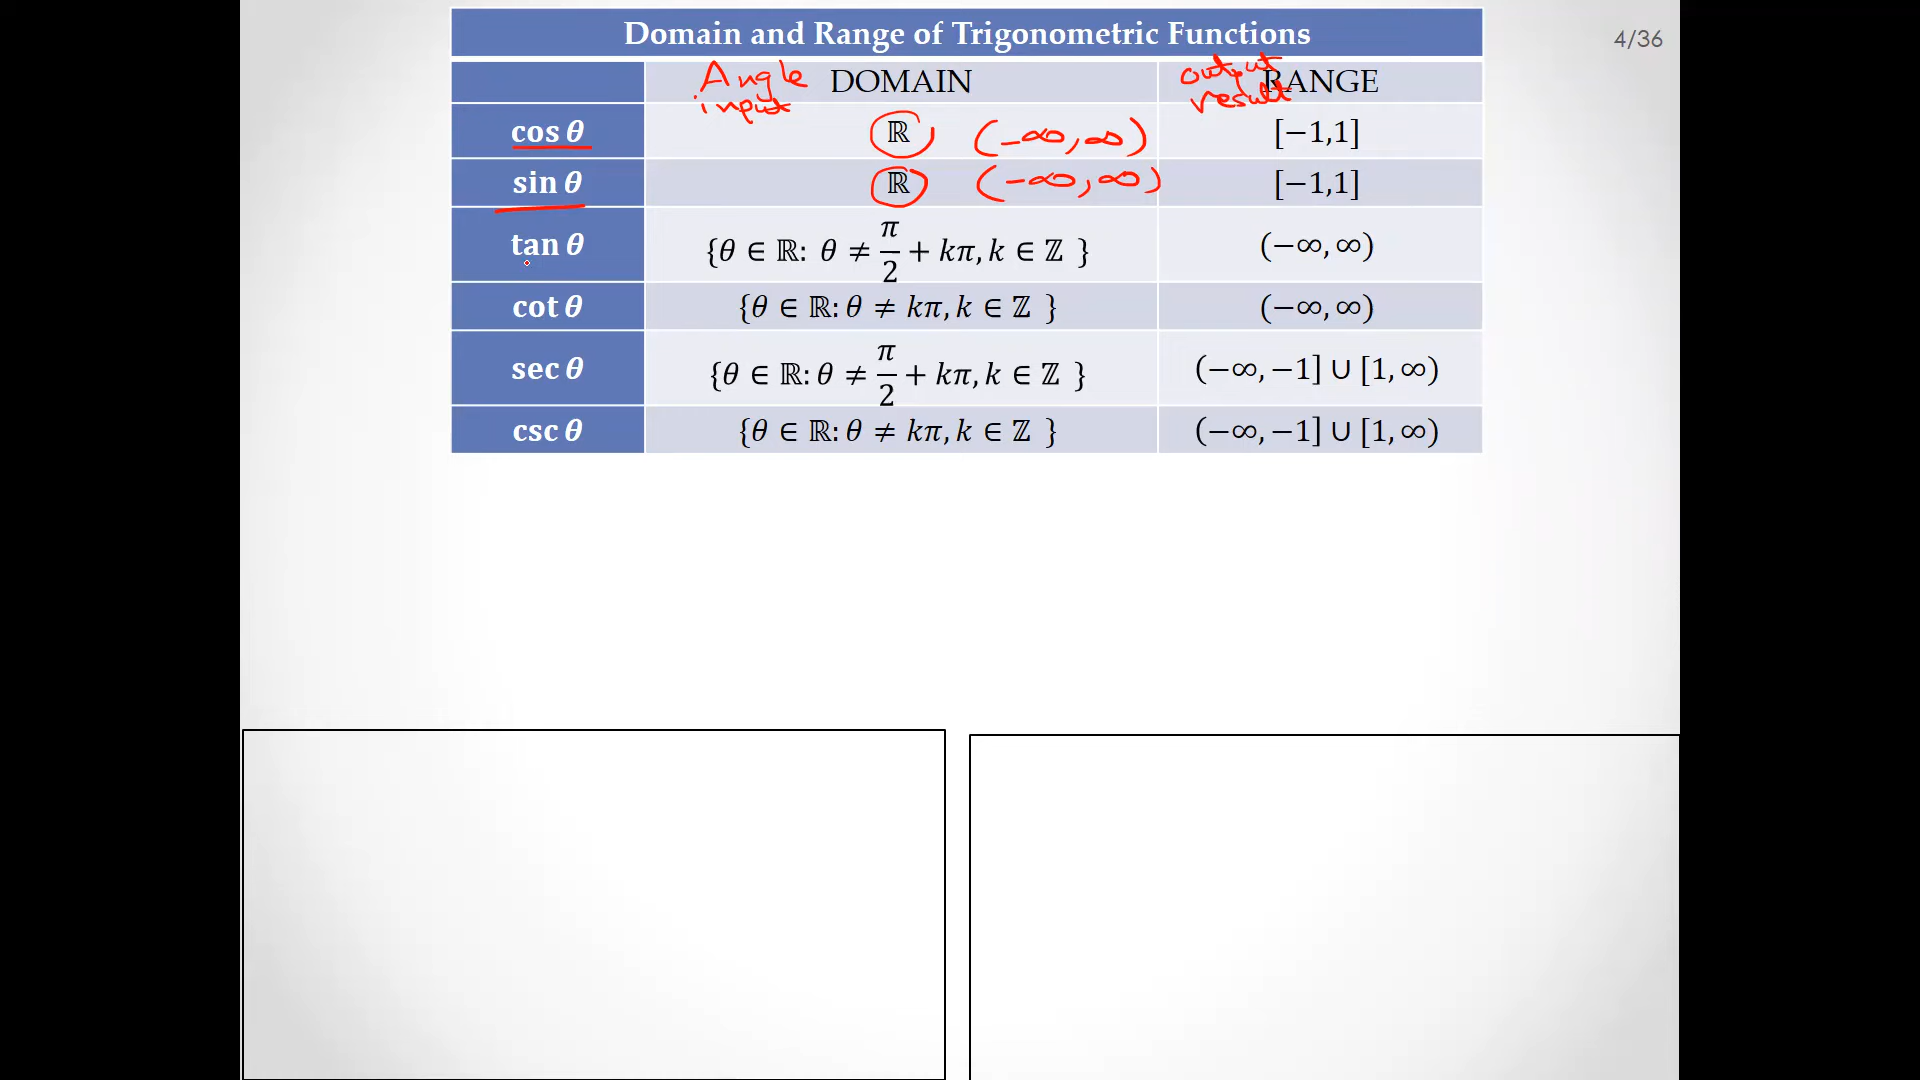 Domain and Range of Trigonometric Functions
4/36
Angle input DOMAIN output result RANGE
cos θ ℝ (-∞,∞) [−1,1]
sin θ ℝ (-∞,∞) [−1,1]
tan θ {θ ∈ ℝ: θ ≠ π/2 + kπ, k ∈ ℤ } (−∞, ∞)
cot θ {θ ∈ ℝ: θ ≠ kπ, k ∈ ℤ } (−∞, ∞)
sec θ {θ ∈ ℝ: θ ≠ π/2 + kπ, k ∈ ℤ } (−∞, −1] ∪ [1, ∞)
csc θ {θ ∈ ℝ: θ ≠ kπ, k ∈ ℤ } (−∞, −1] ∪ [1, ∞)